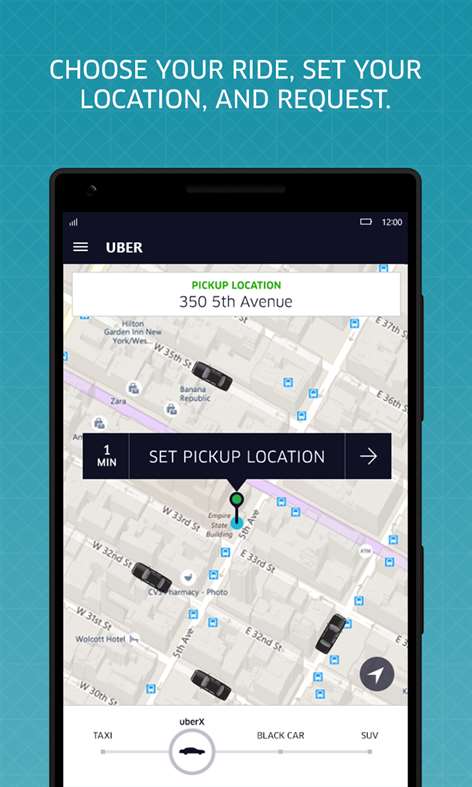 CHOOSE YOUR RIDE, SET YOUR
LOCATION, AND REQUEST.
12:00
UBER
PICKUP LOCATION
350 5th Avenue
Hilton
Garden Inn New
York/Wes...
E 37th St
W 35th St
Banana
Republic
E 36th St
Zara
An
1
MIN
SET PICKUP LOCATION
Empire
State
Building
W 33rd St
5th Ave
E 33rd St
ATM
W 32nd St
CVS Pharmacy - Photo
W 31st St
Wolcott Hotel
5th Ave
E 32nd St
W 30th St
TAXI
uberX
BLACK CAR
SUV